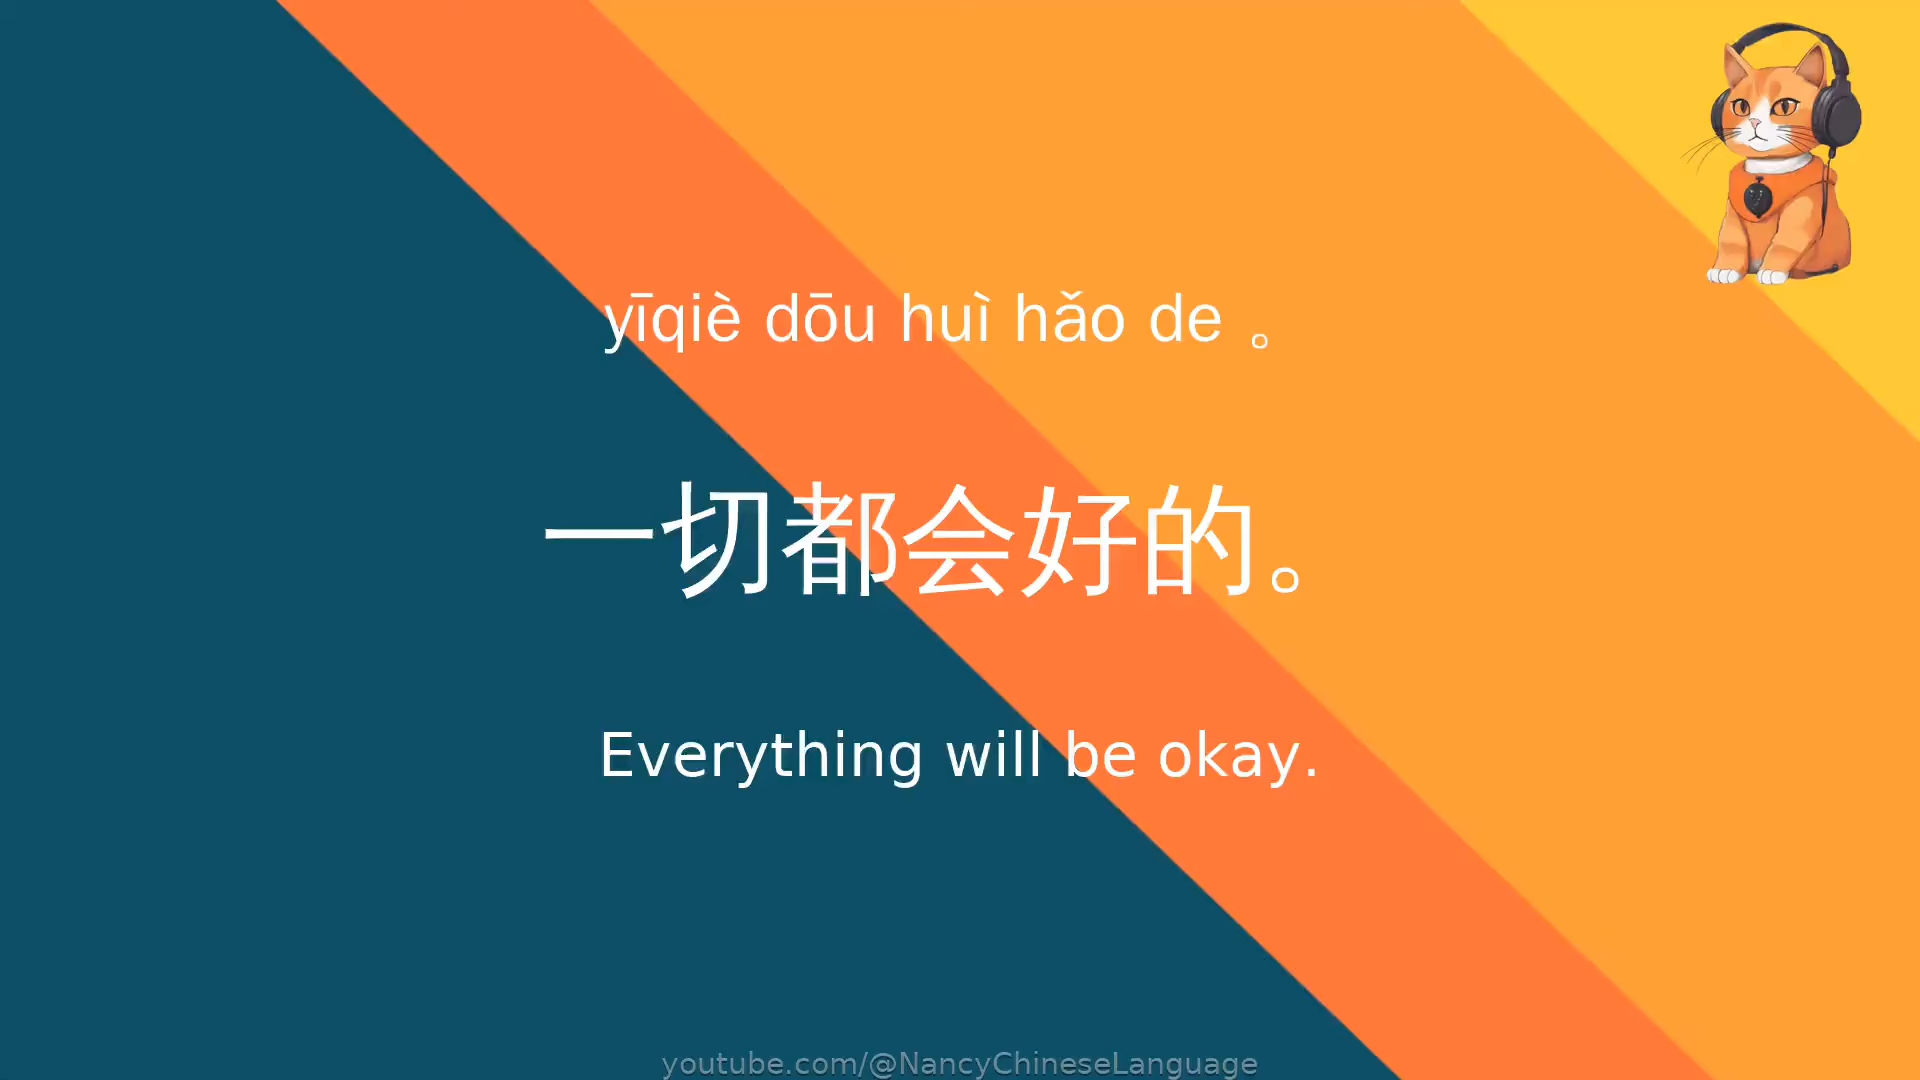 yīqiè dōu huì hǎo de 。
一切都会好的。
Everything will be okay.
youtube.com/@NancyChineseLanguage